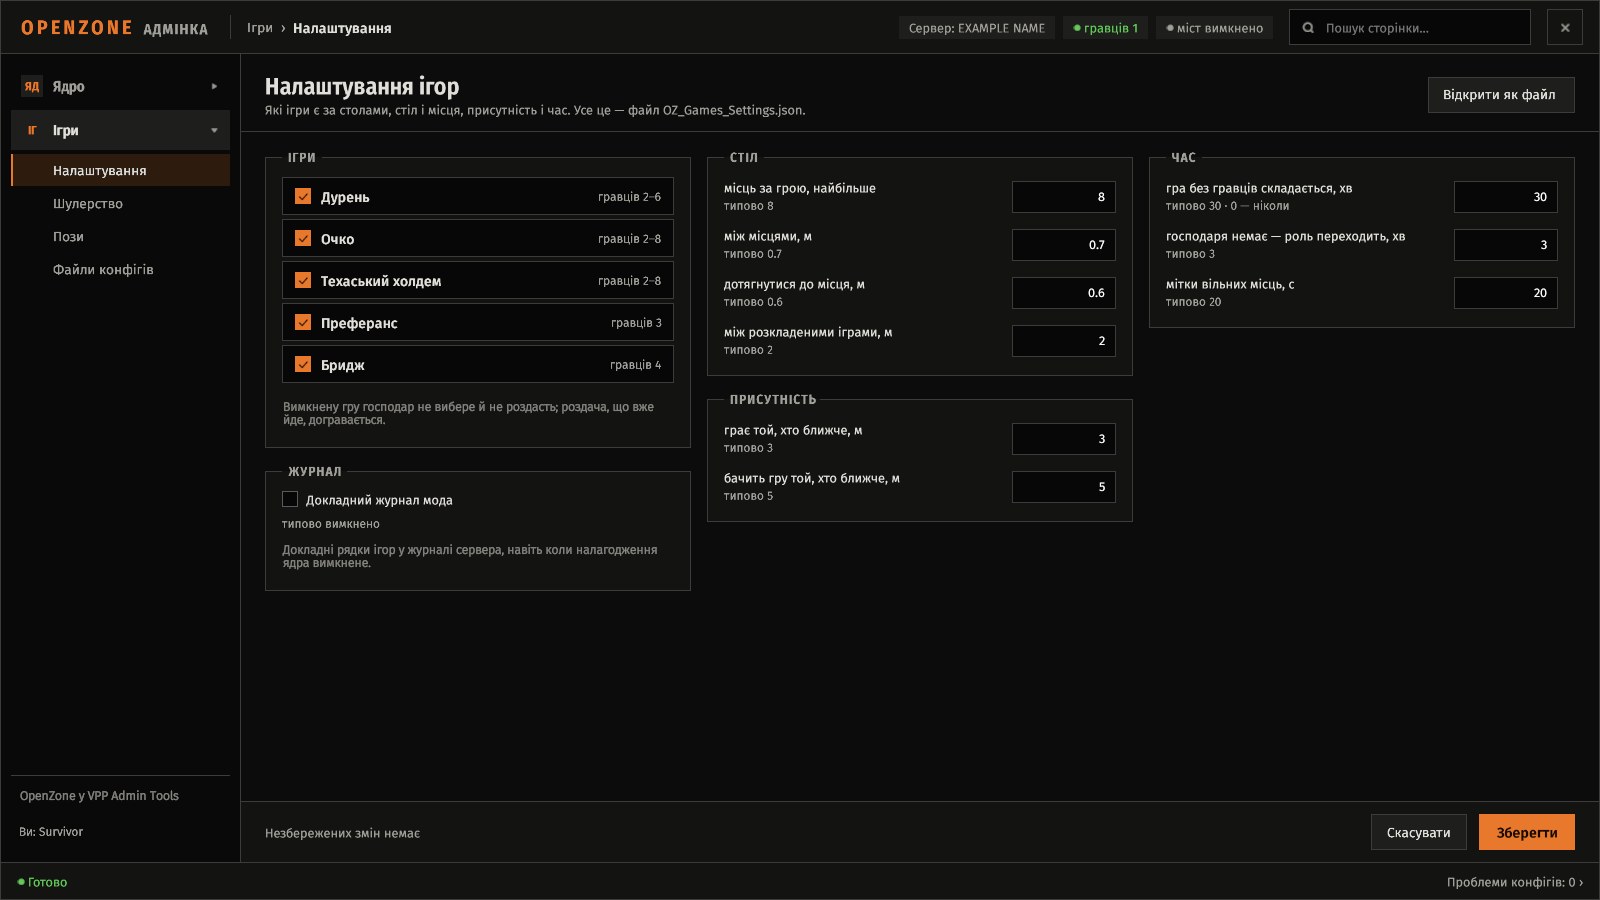 OPENZONE АДМІНКА
Ігри › Налаштування
Сервер: EXAMPLE NAME
гравців 1
міст вимкнено
Пошук сторінки...
×
ЯД Ядро
ІГ Ігри
Налаштування
Шулерство
Пози
Файли конфігів
OpenZone у VPP Admin Tools
Ви: Survivor
Налаштування ігор
Які ігри є за столами, стіл і місця, присутність і час. Усе це — файл OZ_Games_Settings.json.
Відкрити як файл
ІГРИ
Дурень гравців 2–6
Очко гравців 2–8
Техаський холдем гравців 2–8
Преферанс гравців 3
Бридж гравців 4
Вимкнену гру господар не вибере й не роздасть; роздача, що вже
йде, догравається.
ЖУРНАЛ
Докладний журнал мода
типово вимкнено
Докладні рядки ігор у журналі сервера, навіть коли налагодження
ядра вимкнене.
СТІЛ
місць за грою, найбільше 8
типово 8
між місцями, м 0.7
типово 0.7
дотягнутися до місця, м 0.6
типово 0.6
між розкладеними іграми, м 2
типово 2
ПРИСУТНІСТЬ
грає той, хто ближче, м 3
типово 3
бачить гру той, хто ближче, м 5
типово 5
ЧАС
гра без гравців складається, хв 30
типово 30 · 0 — ніколи
господаря немає — роль переходить, хв 3
типово 3
мітки вільних місць, с 20
типово 20
Незбережених змін немає
Скасувати
Зберегти
Готово
Проблеми конфігів: 0 ›